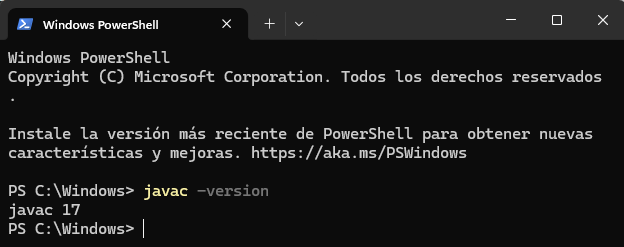 Windows PowerShell
Windows PowerShell
Copyright (C) Microsoft Corporation. Todos los derechos reservados
.
Instale la versión más reciente de PowerShell para obtener nuevas
características y mejoras. https://aka.ms/PSWindows
PS C:\Windows> javac -version
javac 17
PS C:\Windows>